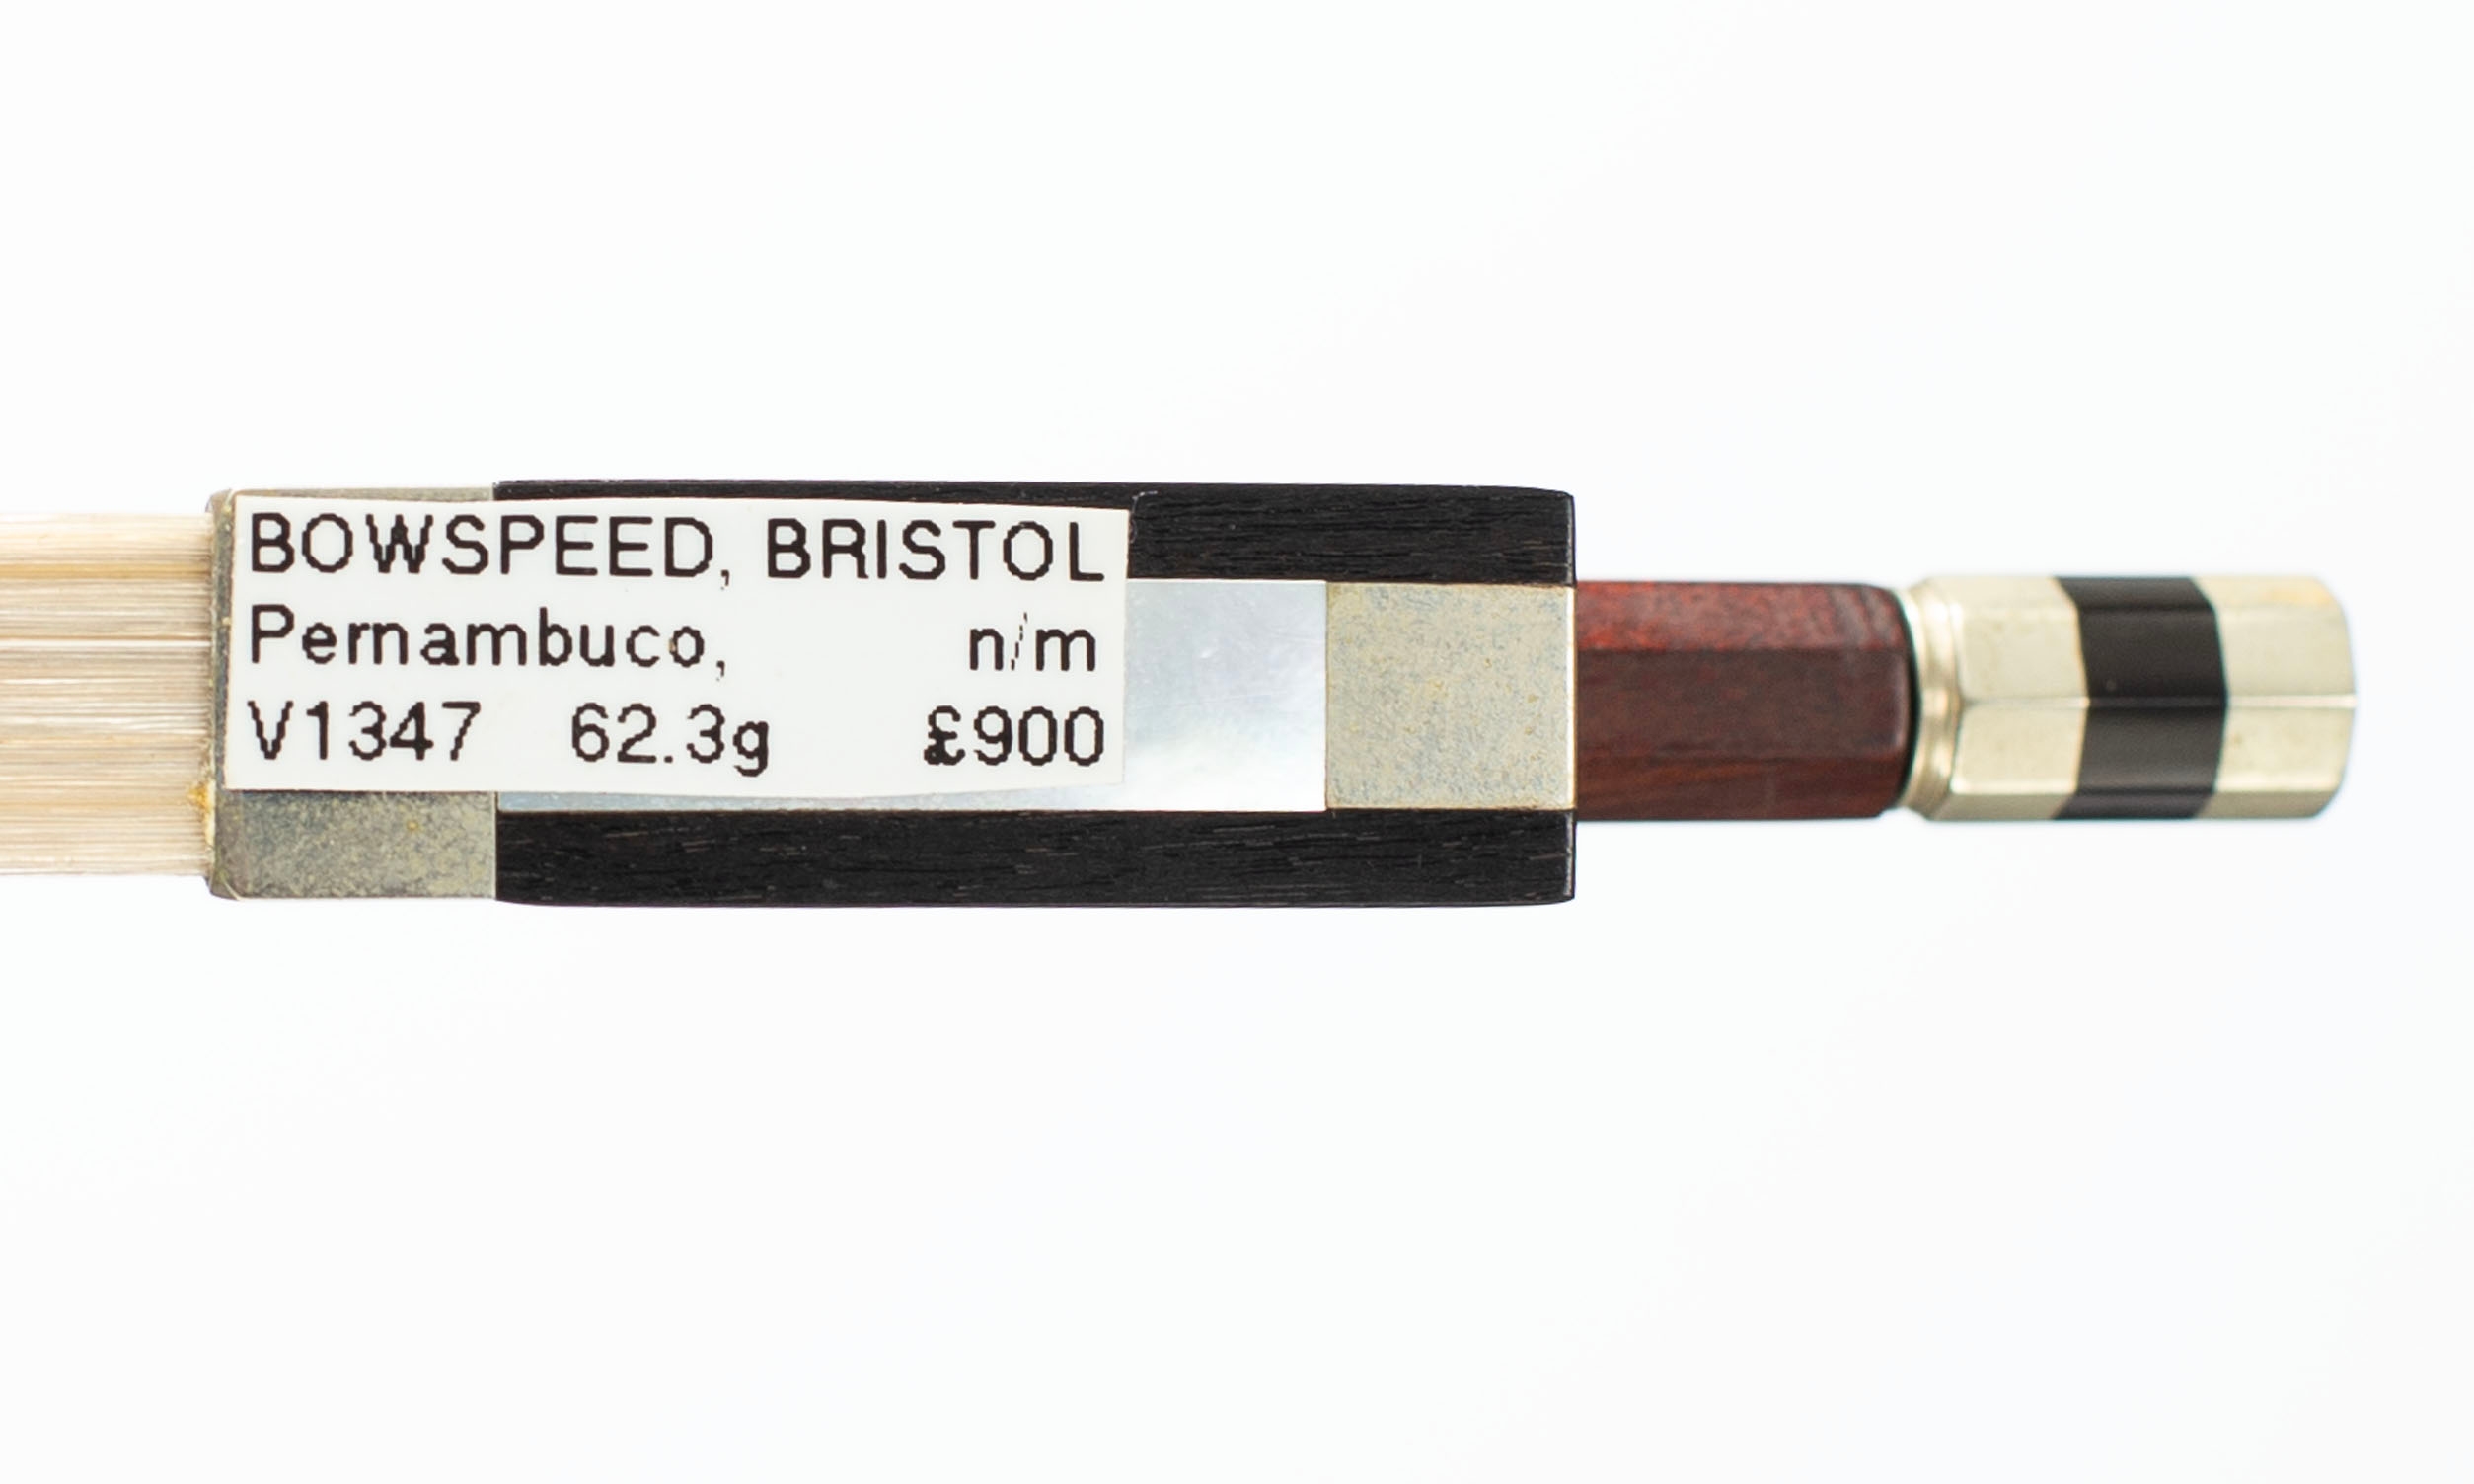 BOWSPEED, BRISTOL
Pernambuco, n/m
V1347 62.3g £900